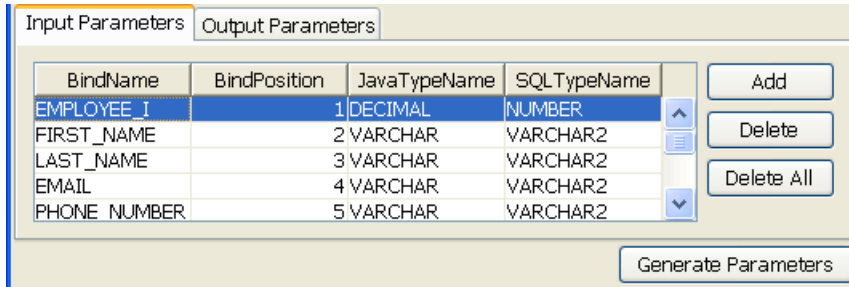 Input Parameters Output Parameters
BindName BindPosition JavaTypeName SQLTypeName Add
EMPLOYEE_I 1 DECIMAL NUMBER
FIRST_NAME 2 VARCHAR VARCHAR2 Delete
LAST_NAME 3 VARCHAR VARCHAR2
EMAIL 4 VARCHAR VARCHAR2 Delete All
PHONE_NUMBER 5 VARCHAR VARCHAR2
Generate Parameters